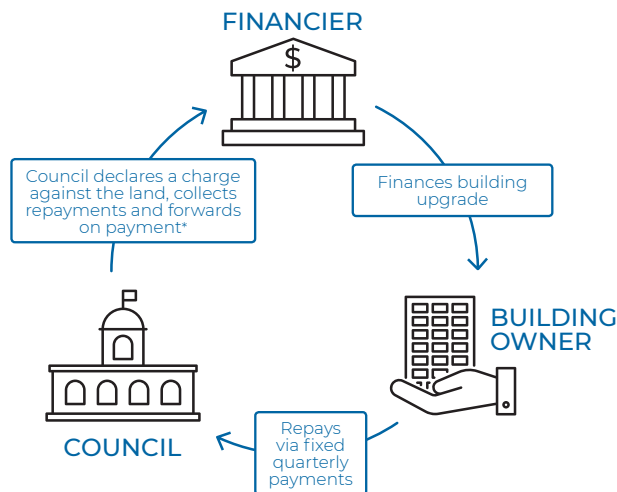 FINANCIER
$
Council declares a charge
against the land, collects
repayments and forwards
on payment*
Finances building
upgrade
BUILDING
OWNER
COUNCIL
Repays
via fixed
quarterly
payments